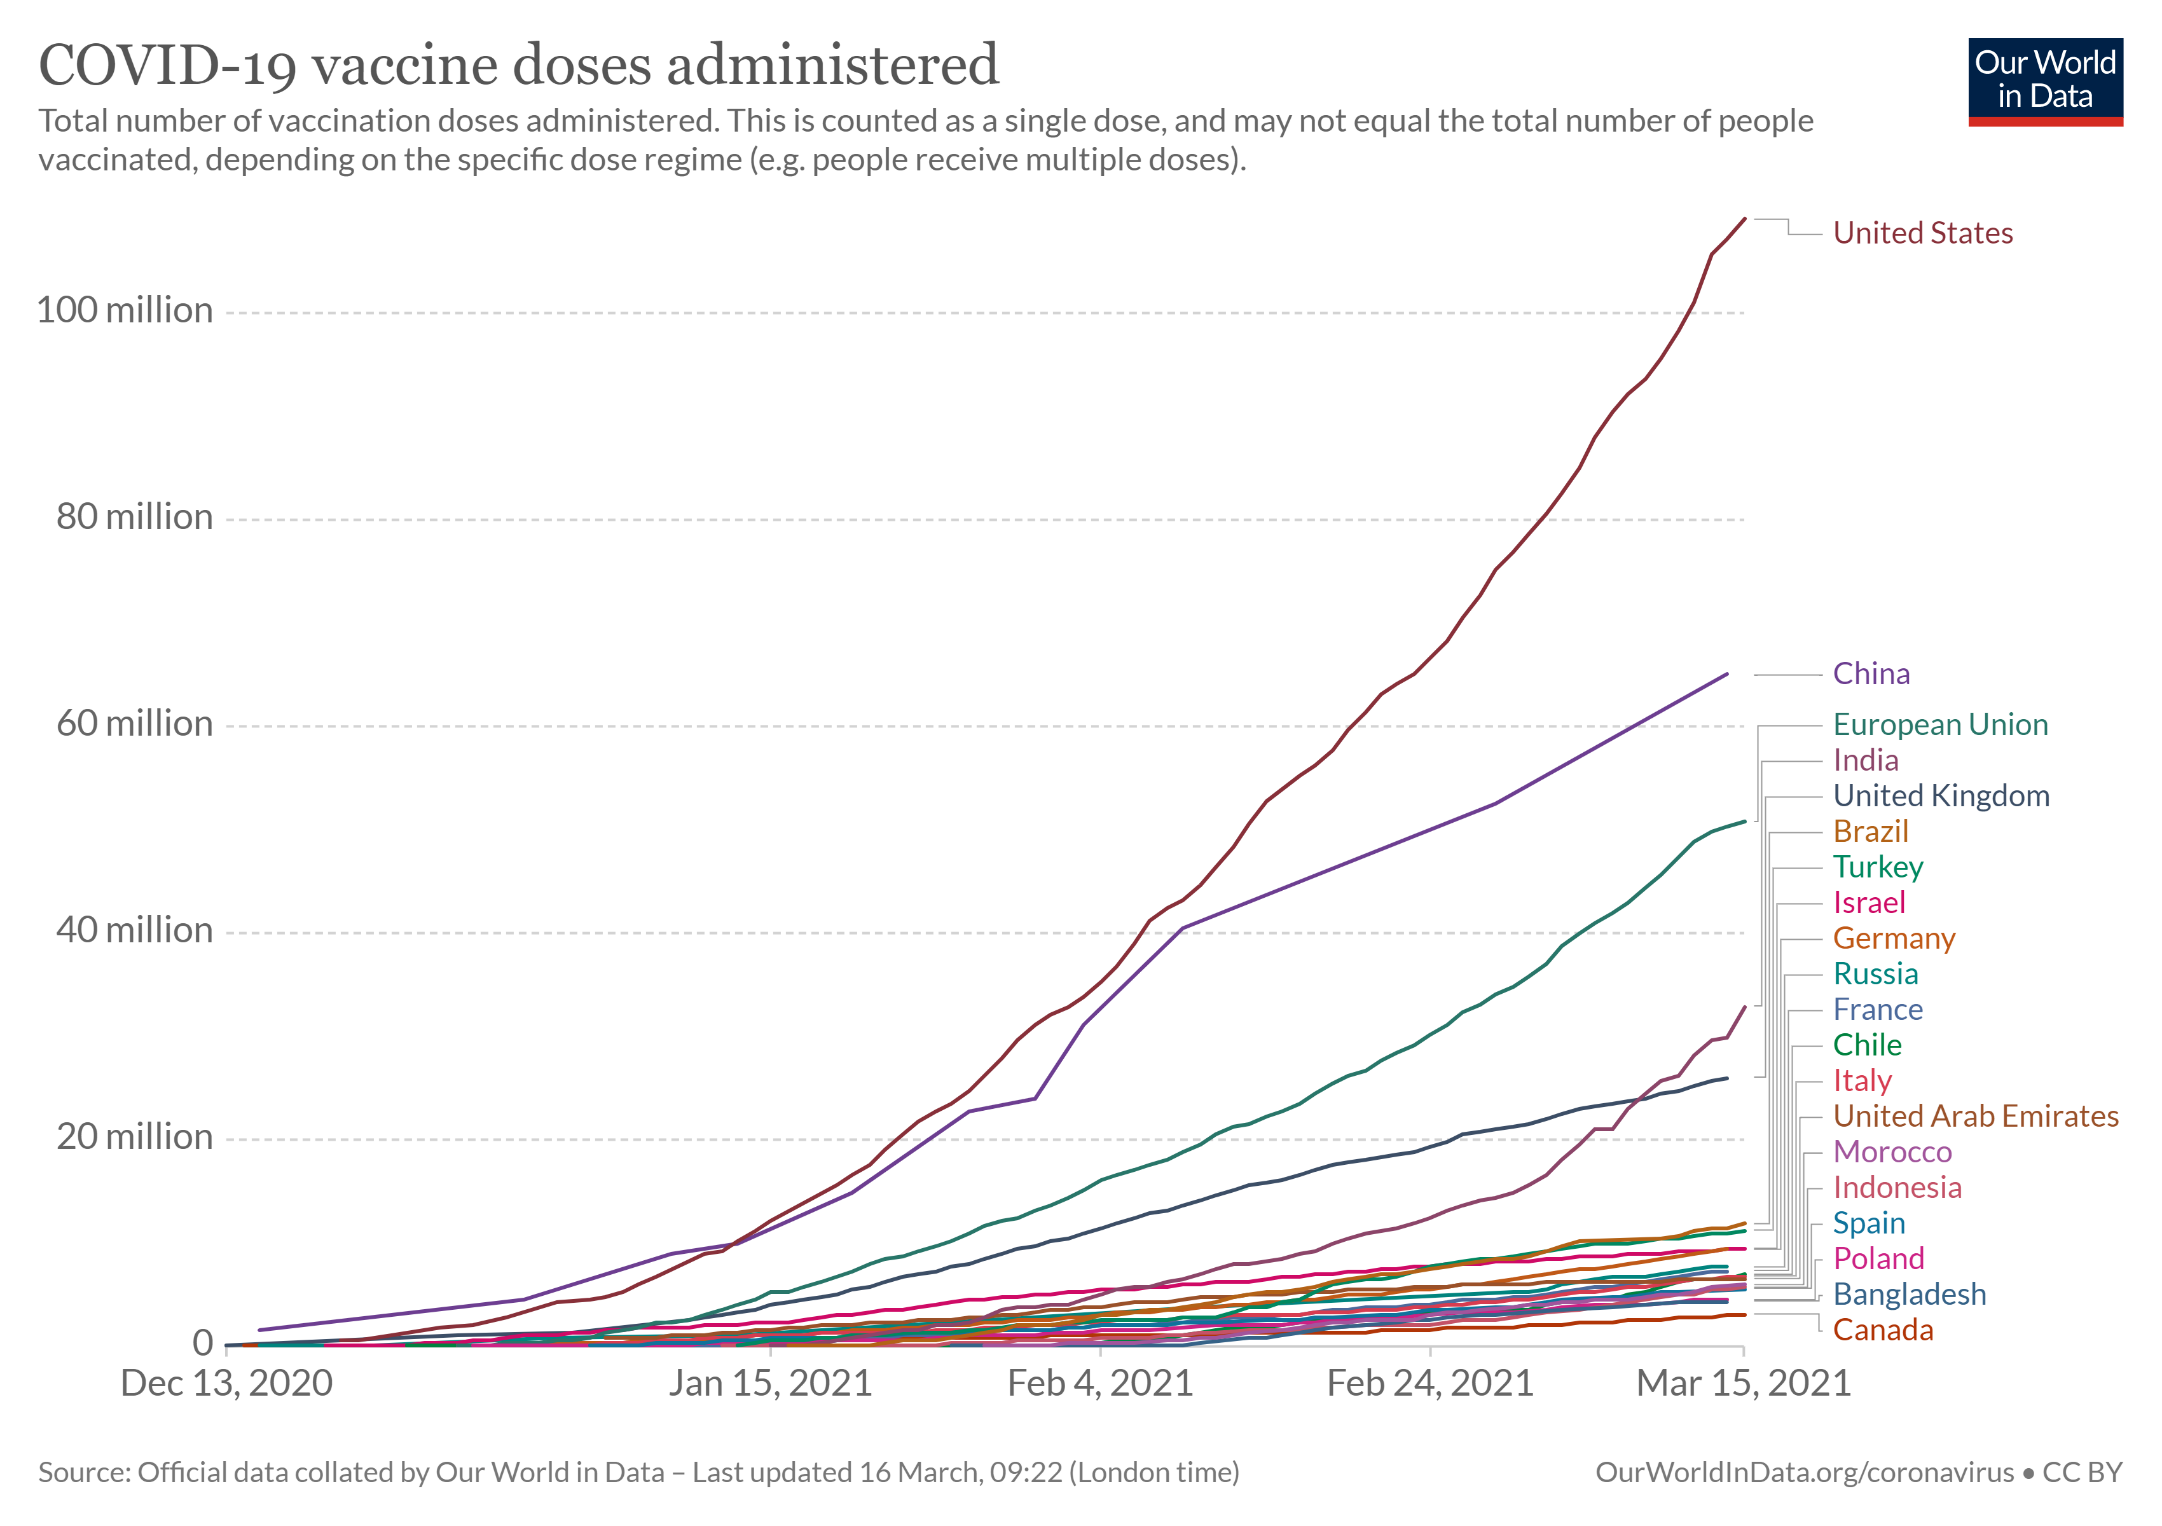 COVID-19 vaccine doses administered
Our World
in Data
Total number of vaccination doses administered. This is counted as a single dose, and may not equal the total number of people
vaccinated, depending on the specific dose regime (e.g. people receive multiple doses).
United States
100 million
80 million
China
60 million
European Union
India
United Kingdom
Brazil
Turkey
Israel
40 million
Germany
Russia
France
Chile
Italy
United Arab Emirates
20 million
Morocco
Indonesia
Spain
Poland
Bangladesh
Canada
0
Dec 13, 2020
Jan 15, 2021
Feb 4, 2021
Feb 24, 2021
Mar 15, 2021
Source: Official data collated by Our World in Data – Last updated 16 March, 09:22 (London time)
OurWorldInData.org/coronavirus • CC BY